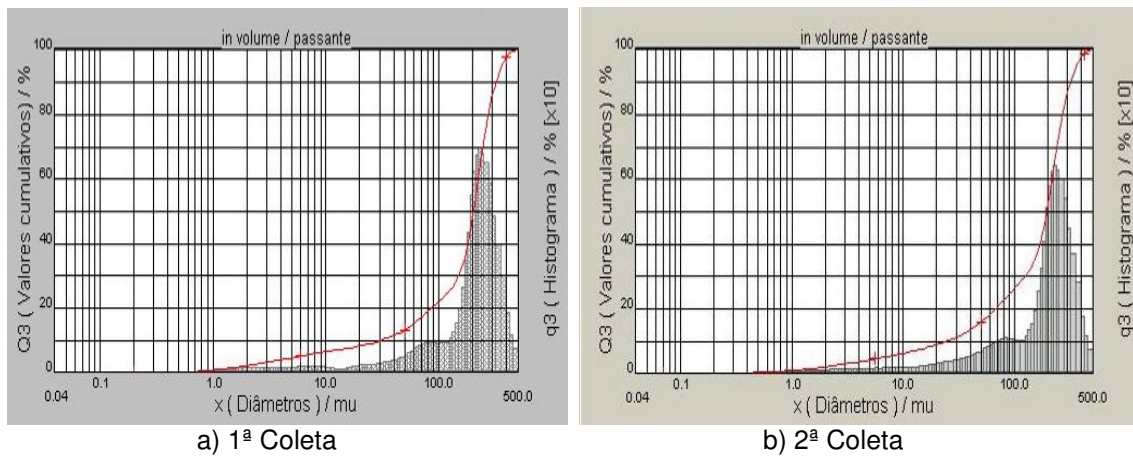 in volume / passante
Q3 ( Valores cumulativos) / %
100
80
60
40
20
0
q3 ( Histograma ) / % [x10]
0.04
0.1
1.0
10.0
100.0
500.0
x ( Diâmetros ) / mu
a) 1ª Coleta
in volume / passante
Q3 ( Valores cumulativos) / %
100
80
60
40
20
0
q3 ( Histograma ) / % [x10]
0.04
0.1
1.0
10.0
100.0
500.0
x ( Diâmetros ) / mu
b) 2ª Coleta